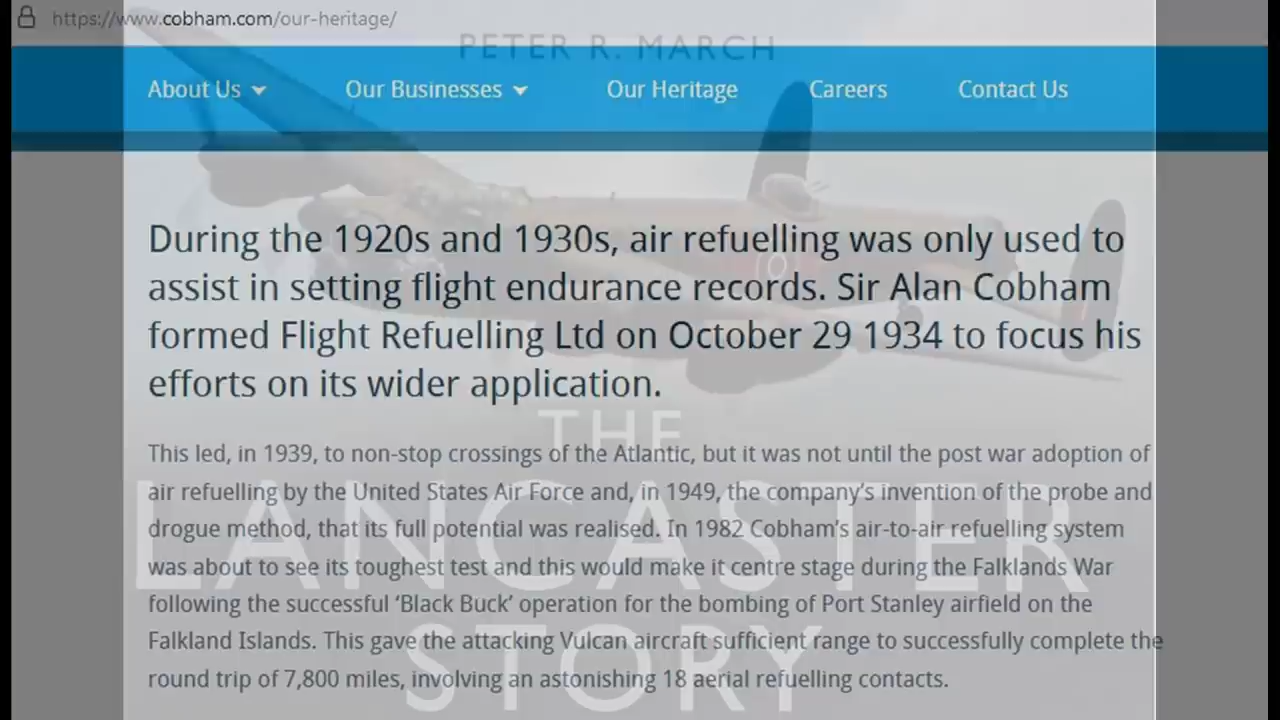 https://www.cobham.com/our-heritage/
PETER R. MARCH
About Us Our Businesses Our Heritage Careers Contact Us
During the 1920s and 1930s, air refuelling was only used to
assist in setting flight endurance records. Sir Alan Cobham
formed Flight Refuelling Ltd on October 29 1934 to focus his
efforts on its wider application.
THE
This led, in 1939, to non-stop crossings of the Atlantic, but it was not until the post war adoption of
air refuelling by the United States Air Force and, in 1949, the company's invention of the probe and
drogue method, that its full potential was realised. In 1982 Cobham's air-to-air refuelling system
LANCASTER
was about to see its toughest test and this would make it centre stage during the Falklands War
following the successful ‘Black Buck’ operation for the bombing of Port Stanley airfield on the
Falkland Islands. This gave the attacking Vulcan aircraft sufficient range to successfully complete the
STORY
round trip of 7,800 miles, involving an astonishing 18 aerial refuelling contacts.